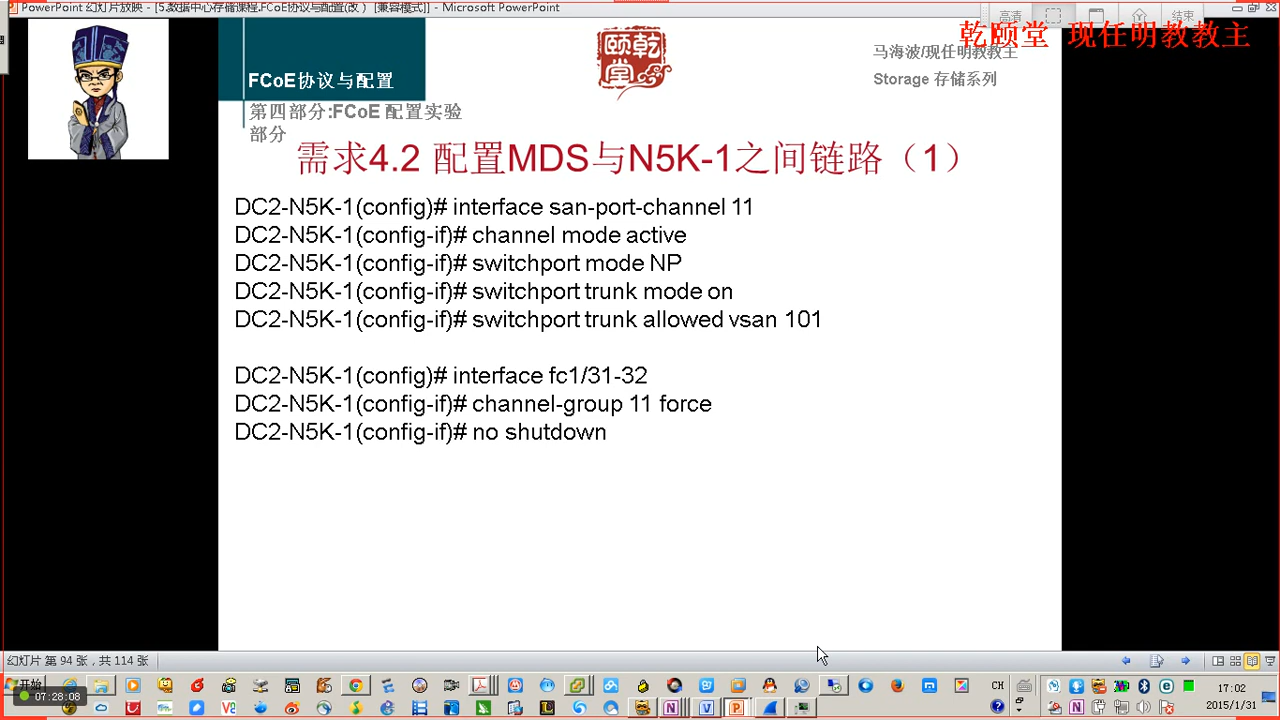 PowerPoint 幻灯片放映 - [5.数据中心存储课程.FCoE协议与配置(改 ) [兼容模式]] - Microsoft PowerPoint
高清
结束
乾颐堂 现任明教教主
FCoE协议与配置
乾颐堂
马海波/现任明教教主
Storage 存储系列
第四部分:FCoE 配置实验
部分
需求4.2 配置MDS与N5K-1之间链路（1）
DC2-N5K-1(config)# interface san-port-channel 11
DC2-N5K-1(config-if)# channel mode active
DC2-N5K-1(config-if)# switchport mode NP
DC2-N5K-1(config-if)# switchport trunk mode on
DC2-N5K-1(config-if)# switchport trunk allowed vsan 101
DC2-N5K-1(config)# interface fc1/31-32
DC2-N5K-1(config-if)# channel-group 11 force
DC2-N5K-1(config-if)# no shutdown
幻灯片 第 94 张 , 共 114 张
开始
07:28:08
CH
17:02
2015/1/31